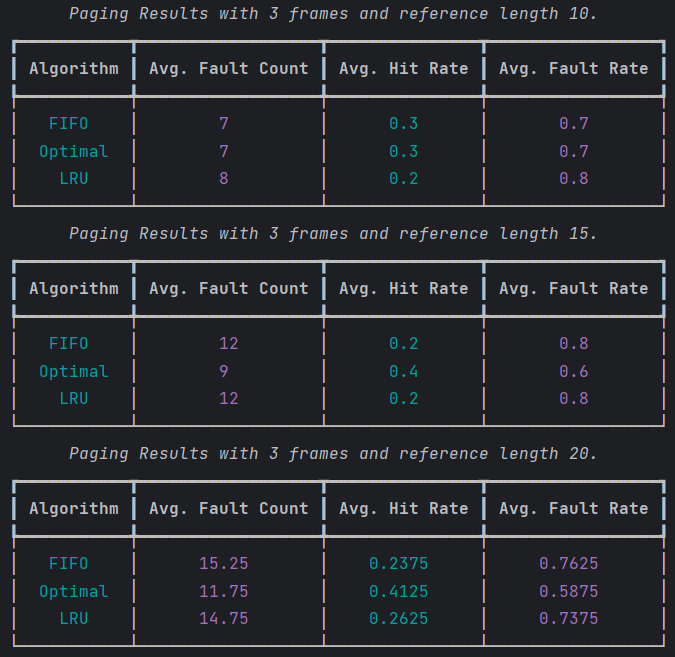 Paging Results with 3 frames and reference length 10.
Algorithm Avg. Fault Count Avg. Hit Rate Avg. Fault Rate
FIFO 7 0.3 0.7
Optimal 7 0.3 0.7
LRU 8 0.2 0.8
Paging Results with 3 frames and reference length 15.
Algorithm Avg. Fault Count Avg. Hit Rate Avg. Fault Rate
FIFO 12 0.2 0.8
Optimal 9 0.4 0.6
LRU 12 0.2 0.8
Paging Results with 3 frames and reference length 20.
Algorithm Avg. Fault Count Avg. Hit Rate Avg. Fault Rate
FIFO 15.25 0.2375 0.7625
Optimal 11.75 0.4125 0.5875
LRU 14.75 0.2625 0.7375